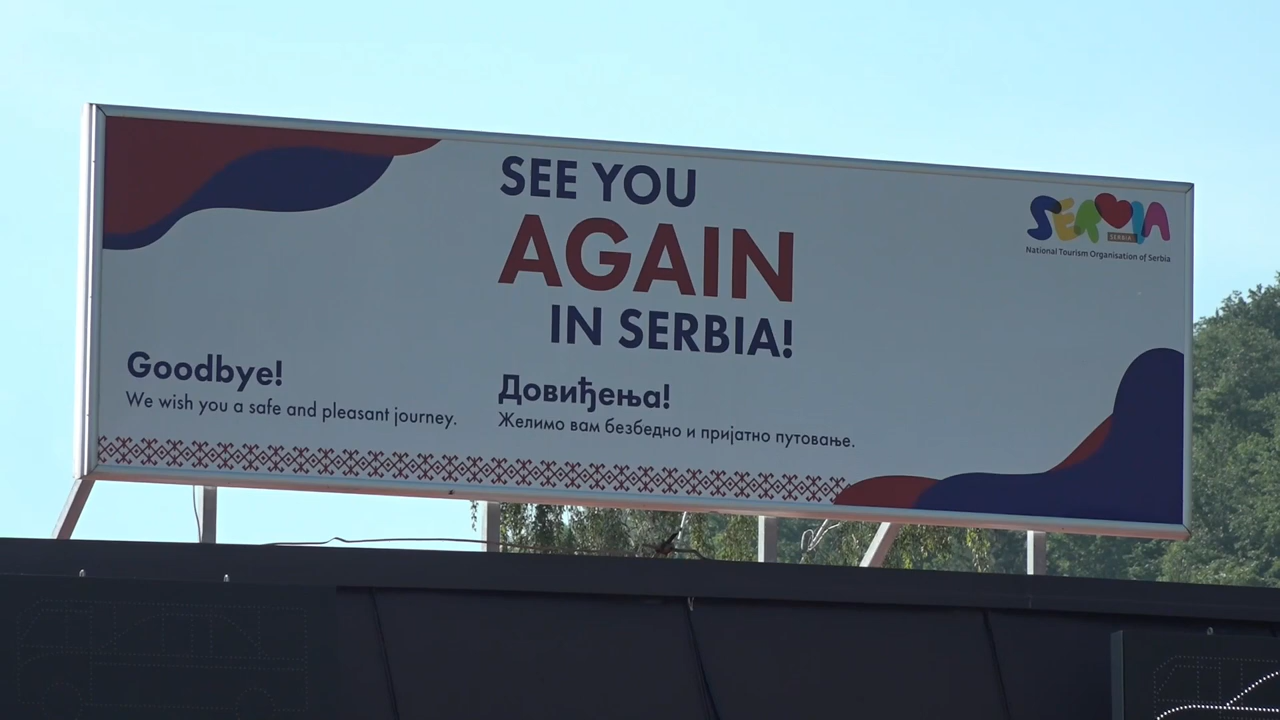 SEE YOU
AGAIN
IN SERBIA!
SERBIA
SERBIA
National Tourism Organisation of Serbia
Goodbye!
We wish you a safe and pleasant journey.
Довиђења!
Желимо вам безбедно и пријатно путовање.